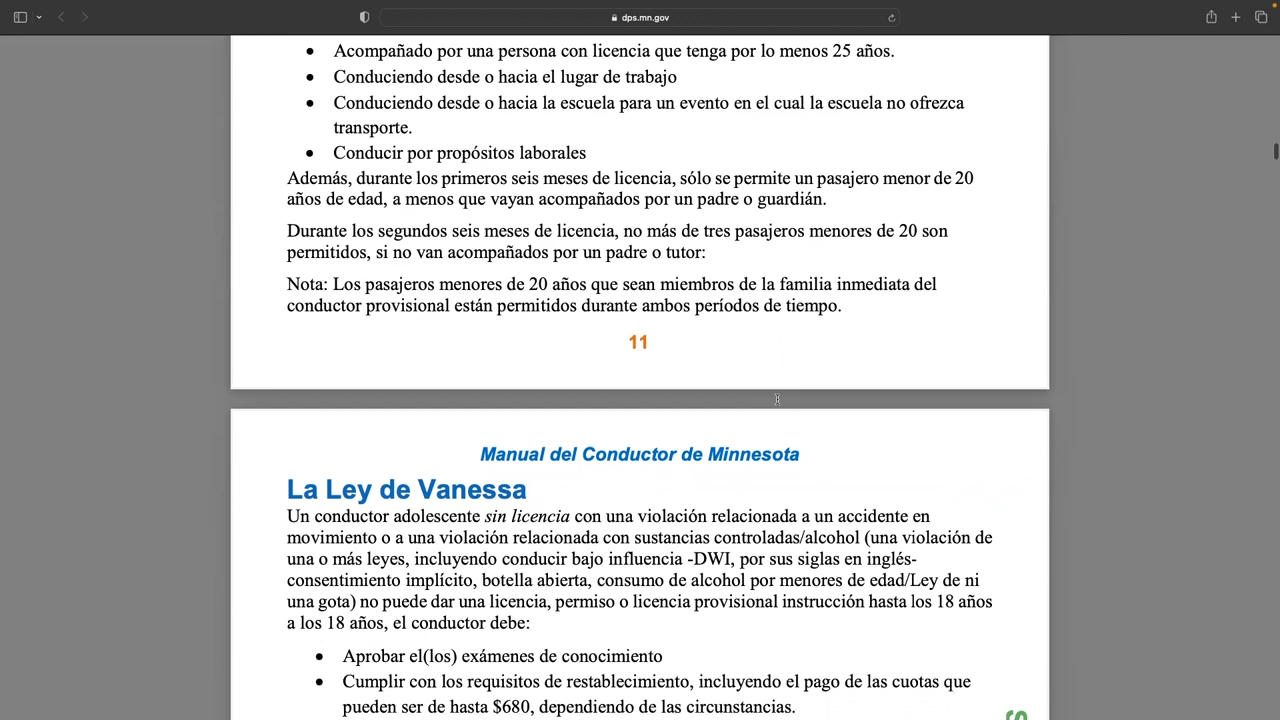 dps.mn.gov
• Acompañado por una persona con licencia que tenga por lo menos 25 años.
• Conduciendo desde o hacia el lugar de trabajo
• Conduciendo desde o hacia la escuela para un evento en el cual la escuela no ofrezca
transporte.
• Conducir por propósitos laborales
Además, durante los primeros seis meses de licencia, sólo se permite un pasajero menor de 20
años de edad, a menos que vayan acompañados por un padre o guardián.
Durante los segundos seis meses de licencia, no más de tres pasajeros menores de 20 son
permitidos, si no van acompañados por un padre o tutor:
Nota: Los pasajeros menores de 20 años que sean miembros de la familia inmediata del
conductor provisional están permitidos durante ambos períodos de tiempo.
11
Manual del Conductor de Minnesota
La Ley de Vanessa
Un conductor adolescente sin licencia con una violación relacionada a un accidente en
movimiento o a una violación relacionada con sustancias controladas/alcohol (una violación de
una o más leyes, incluyendo conducir bajo influencia -DWI, por sus siglas en inglés-
consentimiento implícito, botella abierta, consumo de alcohol por menores de edad/Ley de ni
una gota) no puede dar una licencia, permiso o licencia provisional instrucción hasta los 18 años
a los 18 años, el conductor debe:
• Aprobar el(los) exámenes de conocimiento
• Cumplir con los requisitos de restablecimiento, incluyendo el pago de las cuotas que
pueden ser de hasta $680, dependiendo de las circunstancias.